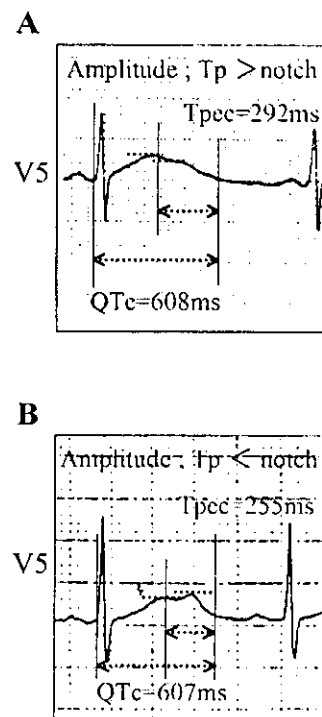 A
Amplitude ; Tp > notch
Tpec=292ms
V5
QTc=608ms
B
Amplitude ; Tp < notch
Tpec=255ms
V5
QTc=607ms